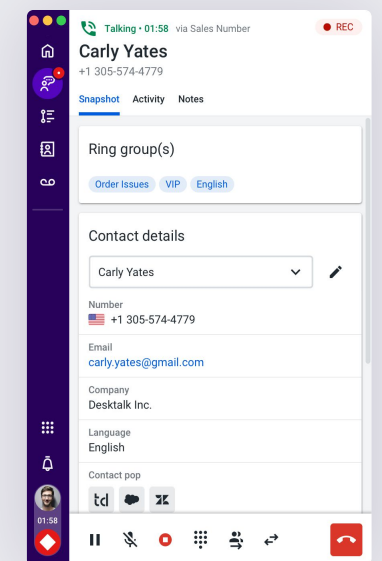 Talking • 01:58 via Sales Number
REC
Carly Yates
+1 305-574-4779
Snapshot Activity Notes
Ring group(s)
Order Issues VIP English
Contact details
Carly Yates
Number
+1 305-574-4779
Email
carly.yates@gmail.com
Company
Desktalk Inc.
Language
English
Contact pop
td
01:58